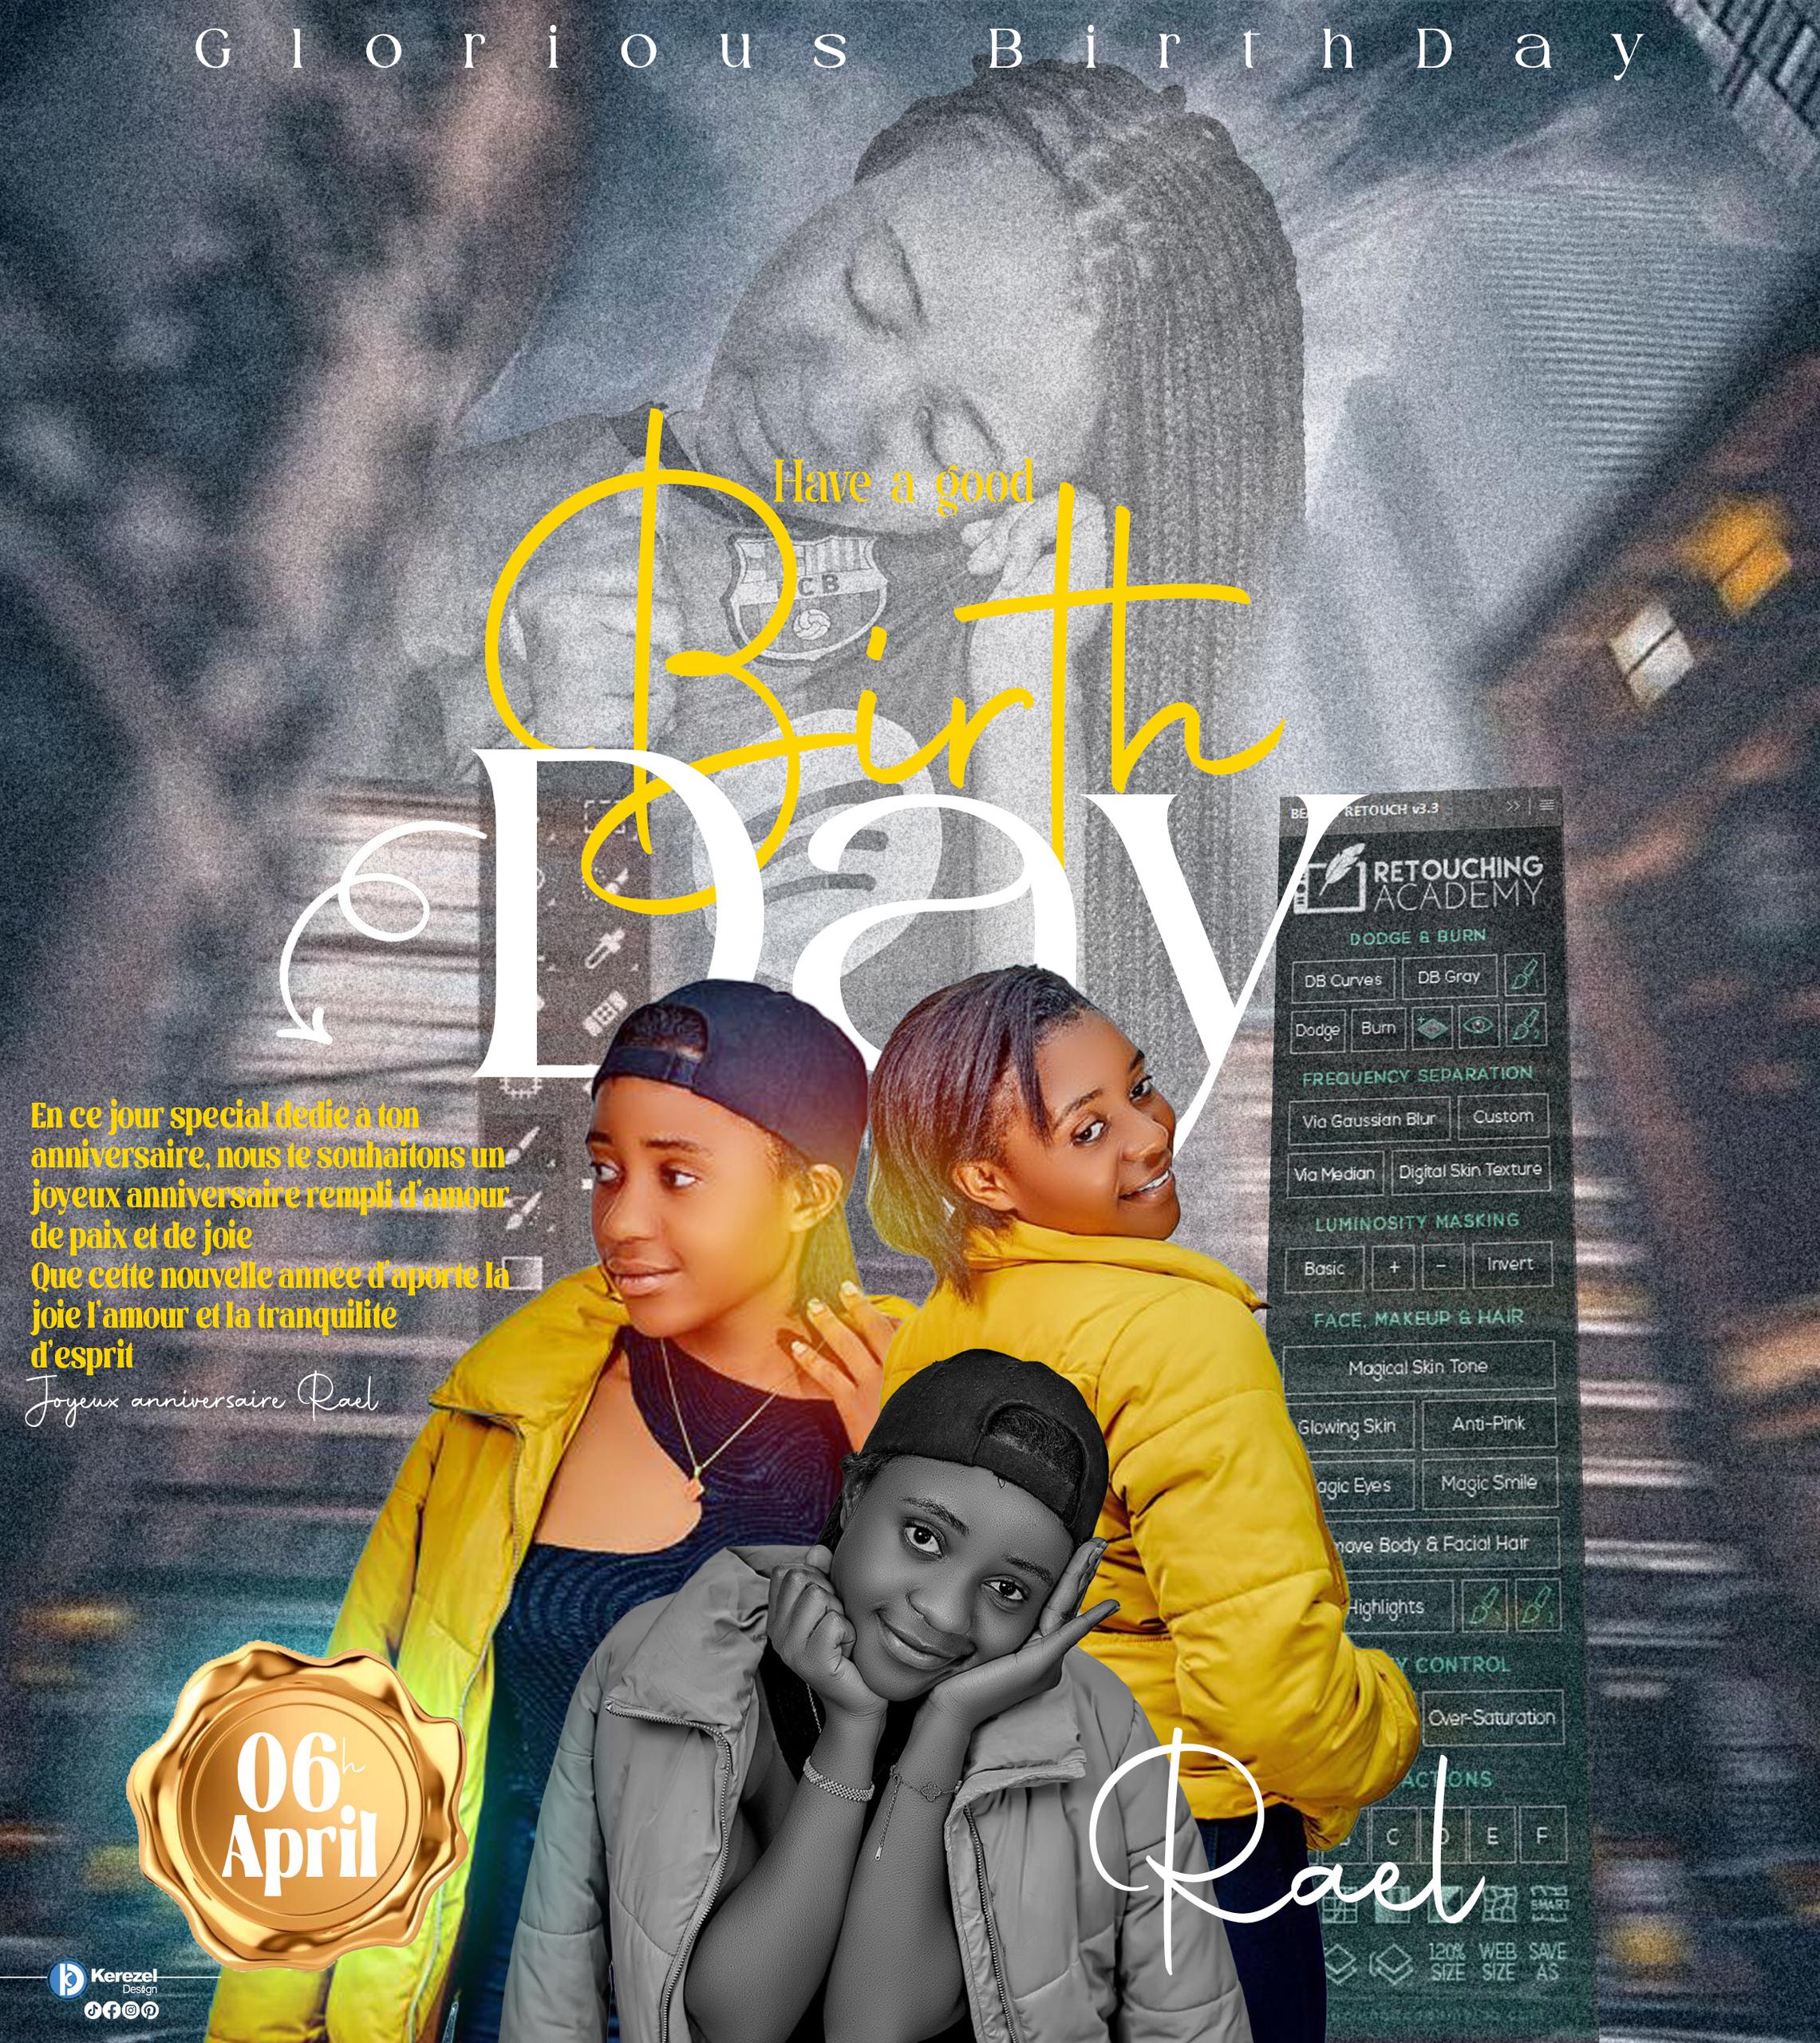 Glorious BirthDay
Have a good
Birth
Day
FCB
RETOUCH v3.3
RETOUCHING
ACADEMY
DODGE & BURN
DB Curves DB Gray
Dodge Burn
FREQUENCY SEPARATION
Via Gaussian Blur Custom
Via Median Digital Skin Texture
LUMINOSITY MASKING
Basic + - Invert
FACE, MAKEUP & HAIR
Magical Skin Tone
Glowing Skin Anti-Pink
agic Eyes Magic Smile
ove Body & Facial Hair
Highlights
CONTROL
Over-Saturation
ACTIONS
C D E F
SMART
120% WEB SAVE
SIZE SIZE AS
En ce jour special dedié à ton
anniversaire, nous te souhaitons un
joyeux anniversaire rempli d'amour
de paix et de joie
Que cette nouvelle année d'aporte la
joie l'amour et la tranquilité
d'esprit
Joyeux anniversaire Rael
06h
April
Rael
Kerezel
Design